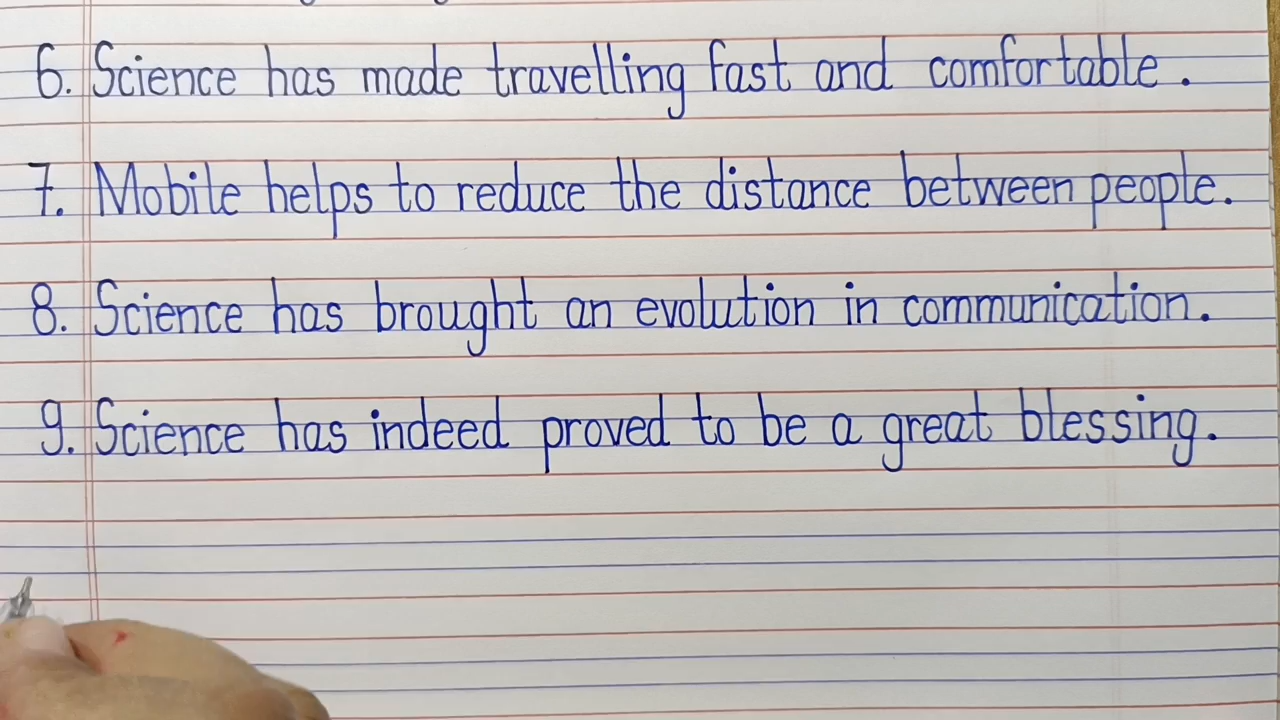 6. Science has made travelling fast and comfortable.
7. Mobile helps to reduce the distance between people.
8. Science has brought an evolution in communication.
9. Science has indeed proved to be a great blessing.